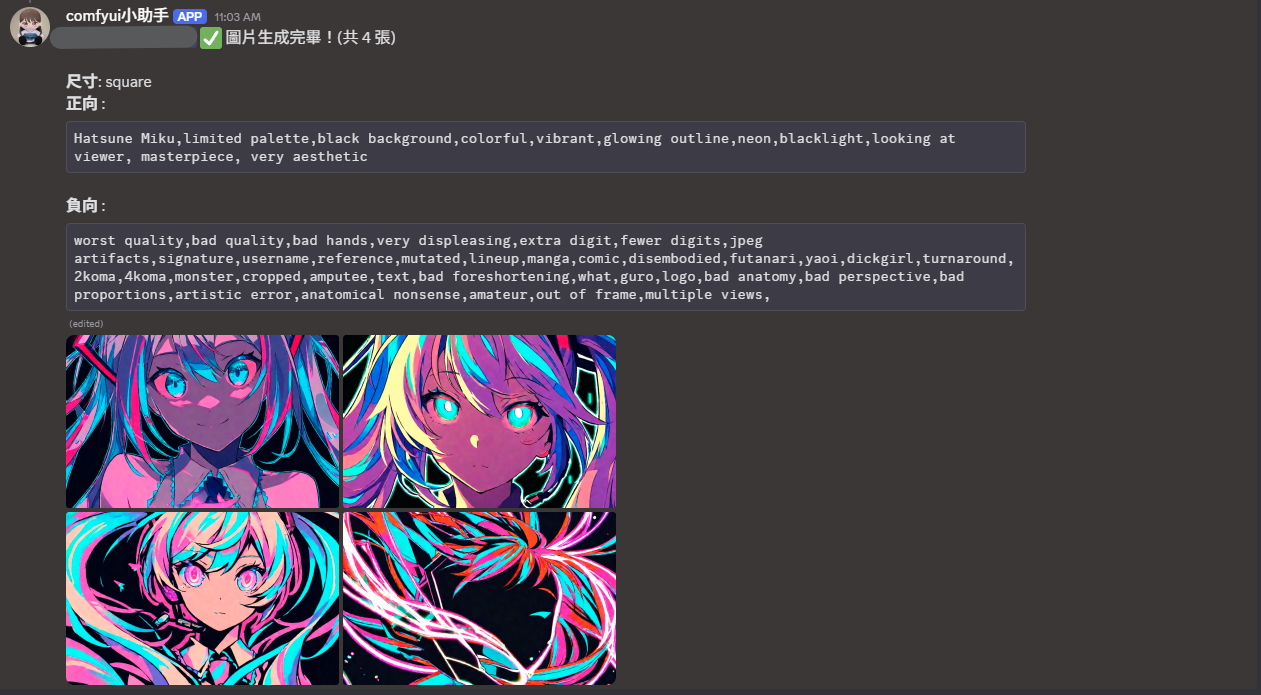 comfyui小助手 APP 11:03 AM
✅ 圖片生成完畢！(共 4 張)
尺寸: square
正向 :
Hatsune Miku,limited palette,black background,colorful,vibrant,glowing outline,neon,blacklight,looking at
viewer, masterpiece, very aesthetic
負向 :
worst quality,bad quality,bad hands,very displeasing,extra digit,fewer digits,jpeg
artifacts,signature,username,reference,mutated,lineup,manga,comic,disembodied,futanari,yaoi,dickgirl,turnaround,
2koma,4koma,monster,cropped,amputee,text,bad foreshortening,what,guro,logo,bad anatomy,bad perspective,bad
proportions,artistic error,anatomical nonsense,amateur,out of frame,multiple views,
(edited)